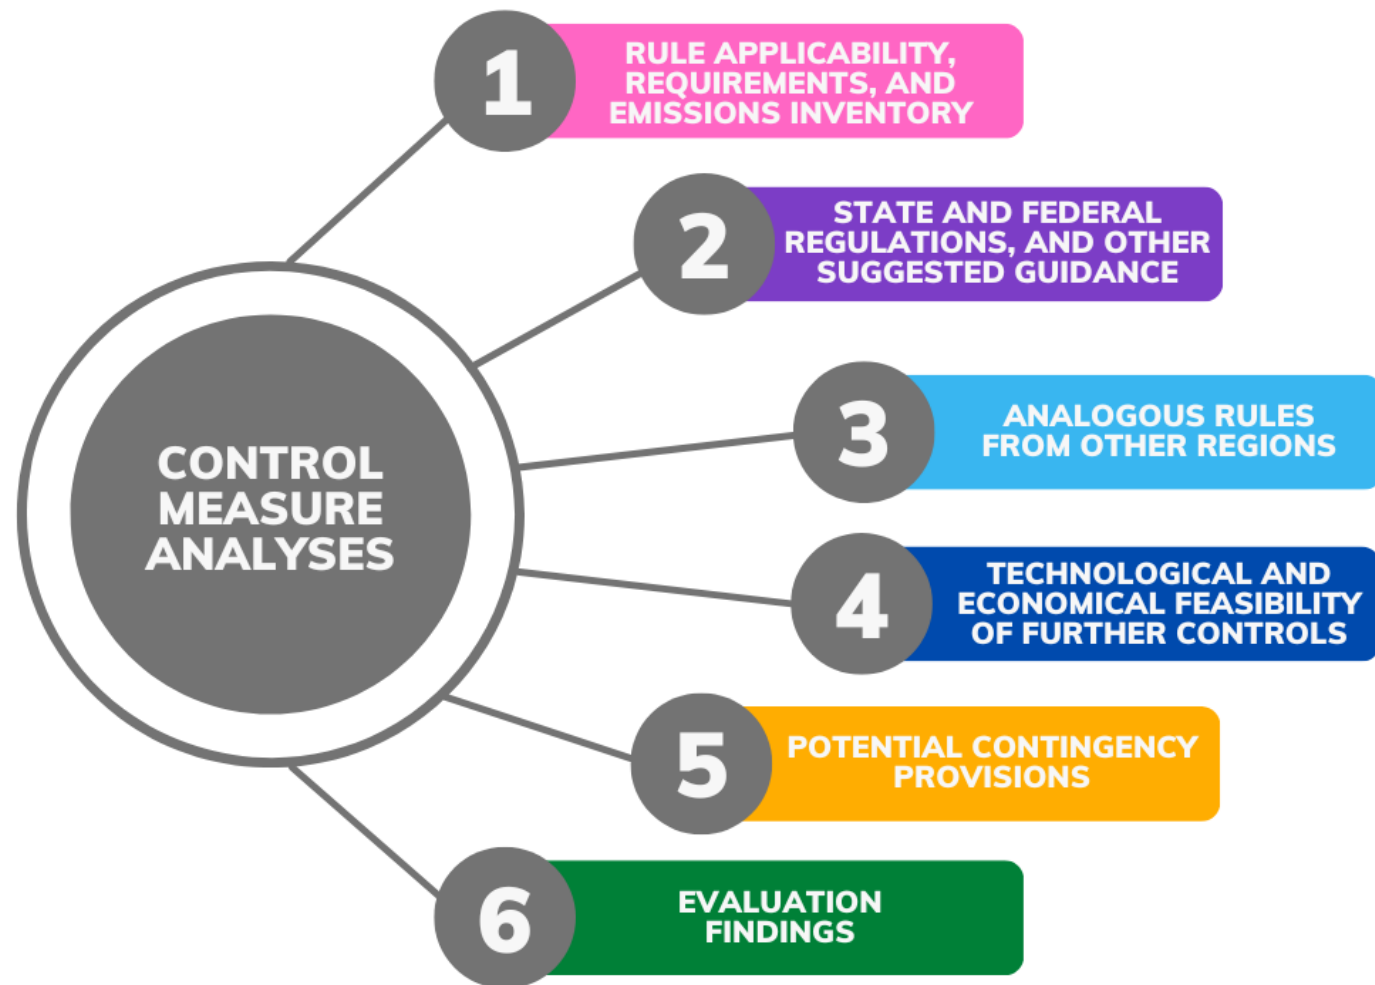 1
RULE APPLICABILITY,
REQUIREMENTS, AND
EMISSIONS INVENTORY
2
STATE AND FEDERAL
REGULATIONS, AND OTHER
SUGGESTED GUIDANCE
3
ANALOGOUS RULES
FROM OTHER REGIONS
CONTROL
MEASURE
ANALYSES
4
TECHNOLOGICAL AND
ECONOMICAL FEASIBILITY
OF FURTHER CONTROLS
5
POTENTIAL CONTINGENCY
PROVISIONS
6
EVALUATION
FINDINGS